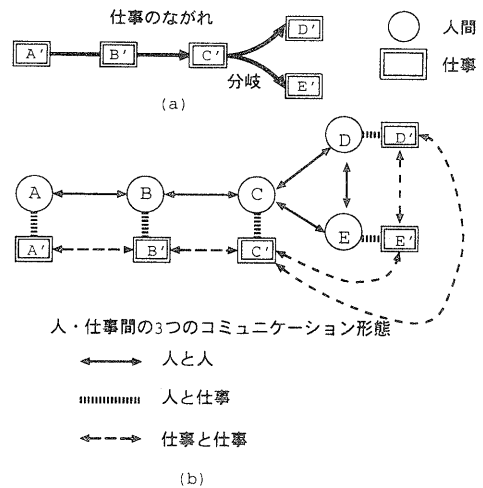 仕事のながれ
A' B' C' D' E'
分岐
(a)
人間
仕事
A B C D E
A' B' C' D' E'
人・仕事間の3つのコミュニケーション形態
人と人
人と仕事
仕事と仕事
(b)